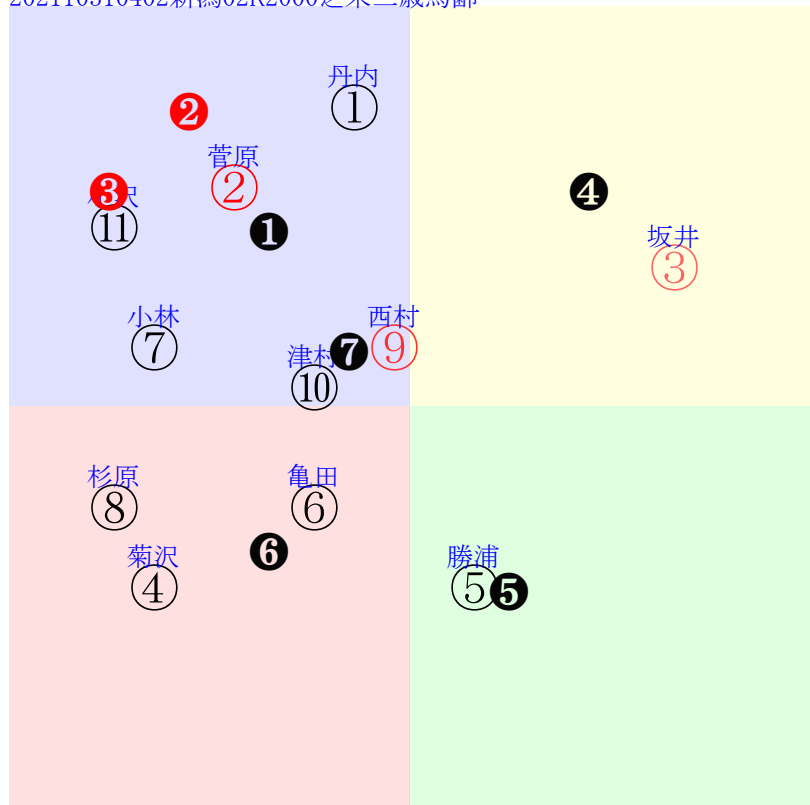 丹内
①
❷
菅原
②
❸
⑪
❶
❹
坂井
③
小林
⑦
津村
❼
西村
⑨
⑩
杉原
⑧
亀田
⑥
❻
菊沢
④
勝浦
⑤
❺